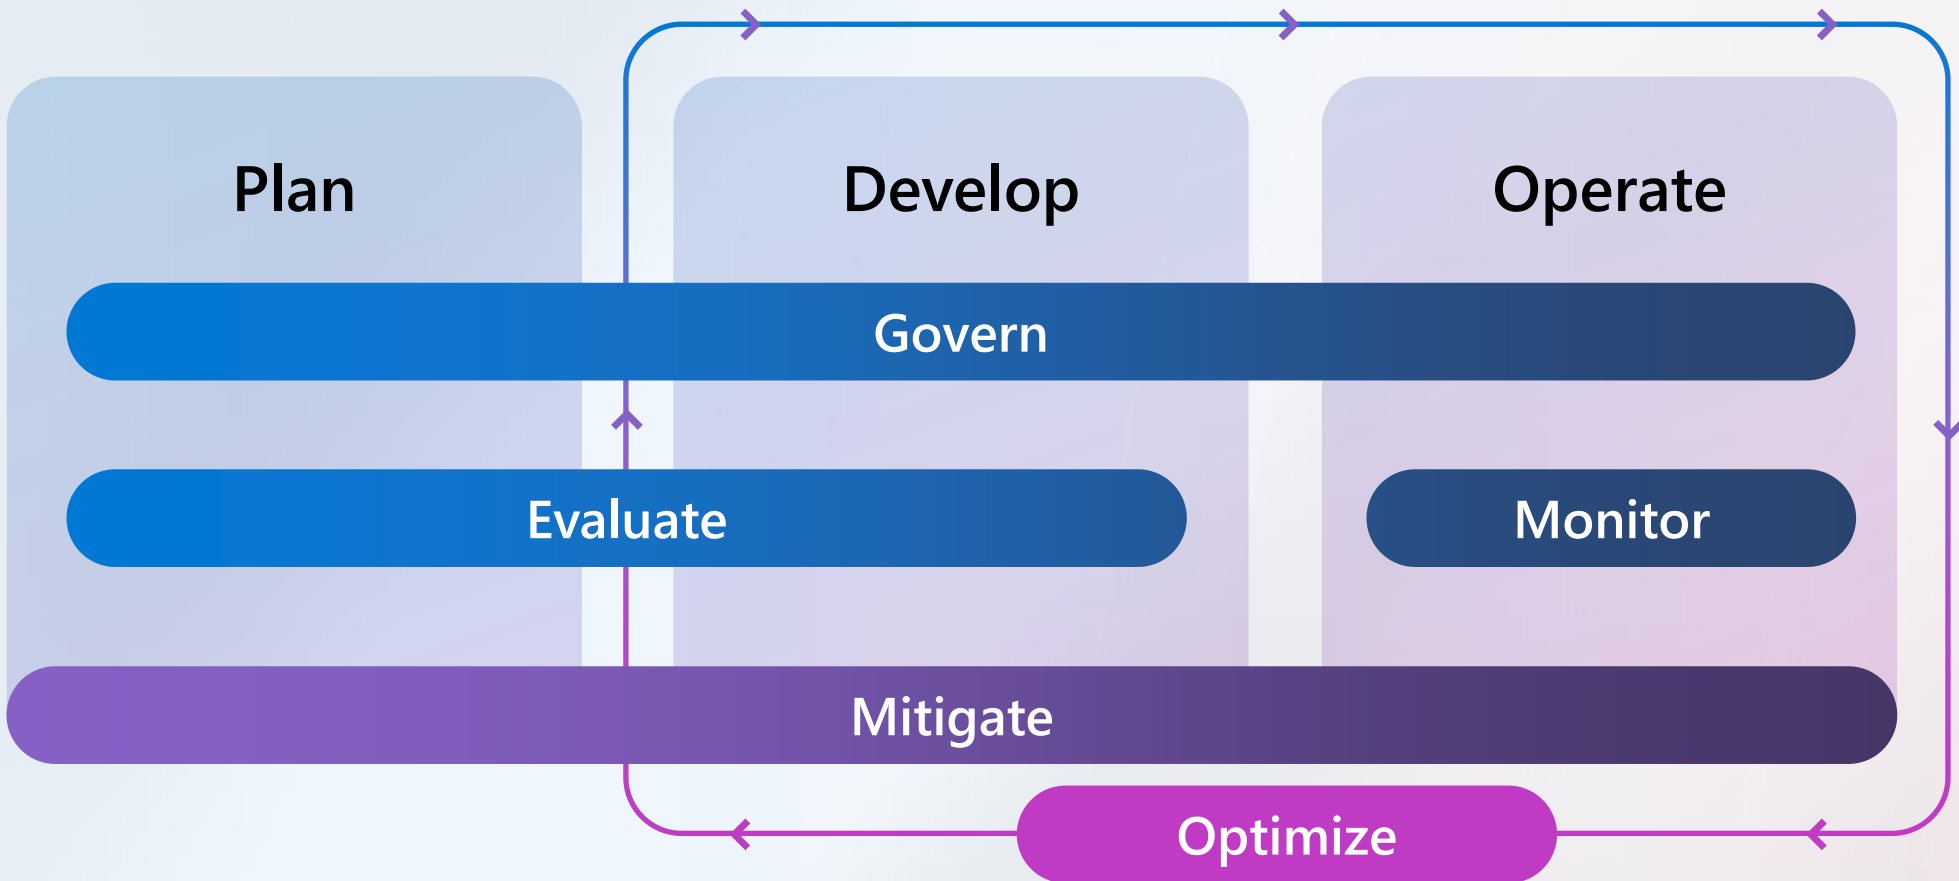 Plan
Develop
Operate
Govern
Evaluate
Monitor
Mitigate
Optimize